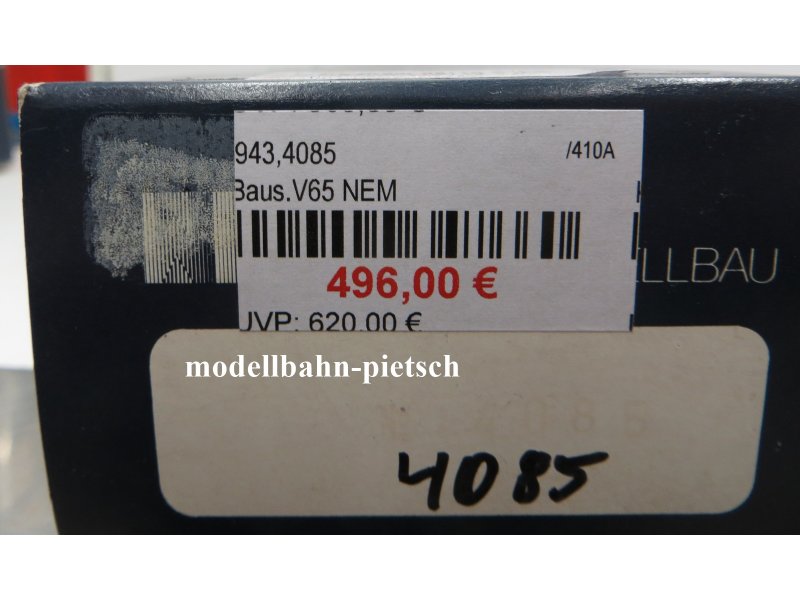 943,4085 /410A
Baus.V65 NEM
496,00 €
UVP: 620,00 €
LLBAU
modellbahn-pietsch
4085